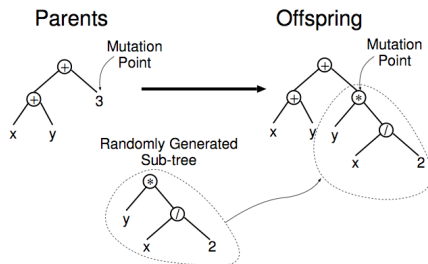 Parents
Offspring
Mutation
Point
+
+
3
x
y
Randomly Generated
Sub-tree
*
y
/
x
2
Mutation
Point
+
+
*
x
y
y
/
x
2